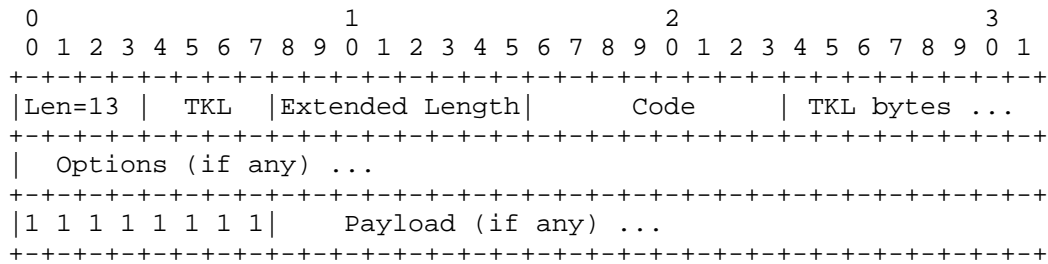 0                   1                   2                   3
 0 1 2 3 4 5 6 7 8 9 0 1 2 3 4 5 6 7 8 9 0 1 2 3 4 5 6 7 8 9 0 1
+-+-+-+-+-+-+-+-+-+-+-+-+-+-+-+-+-+-+-+-+-+-+-+-+-+-+-+-+-+-+-+-+
|Len=13 |  TKL  |Extended Length|      Code     | TKL bytes ...
+-+-+-+-+-+-+-+-+-+-+-+-+-+-+-+-+-+-+-+-+-+-+-+-+-+-+-+-+-+-+-+-+
|  Options (if any) ...
+-+-+-+-+-+-+-+-+-+-+-+-+-+-+-+-+-+-+-+-+-+-+-+-+-+-+-+-+-+-+-+-+
|1 1 1 1 1 1 1 1|    Payload (if any) ...
+-+-+-+-+-+-+-+-+-+-+-+-+-+-+-+-+-+-+-+-+-+-+-+-+-+-+-+-+-+-+-+-+